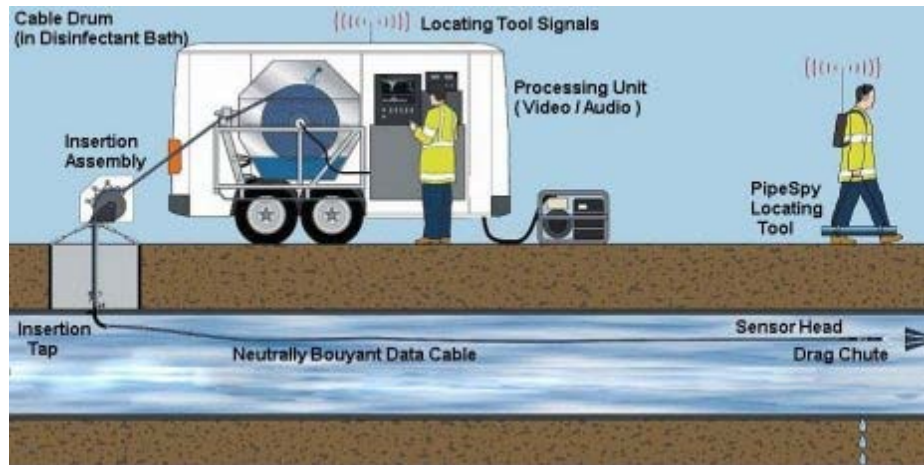 Cable Drum
(in Disinfectant Bath)
Locating Tool Signals
Processing Unit
( Video / Audio )
Insertion
Assembly
PipeSpy
Locating
Tool
Insertion
Tap
Neutrally Bouyant Data Cable
Sensor Head
Drag Chute